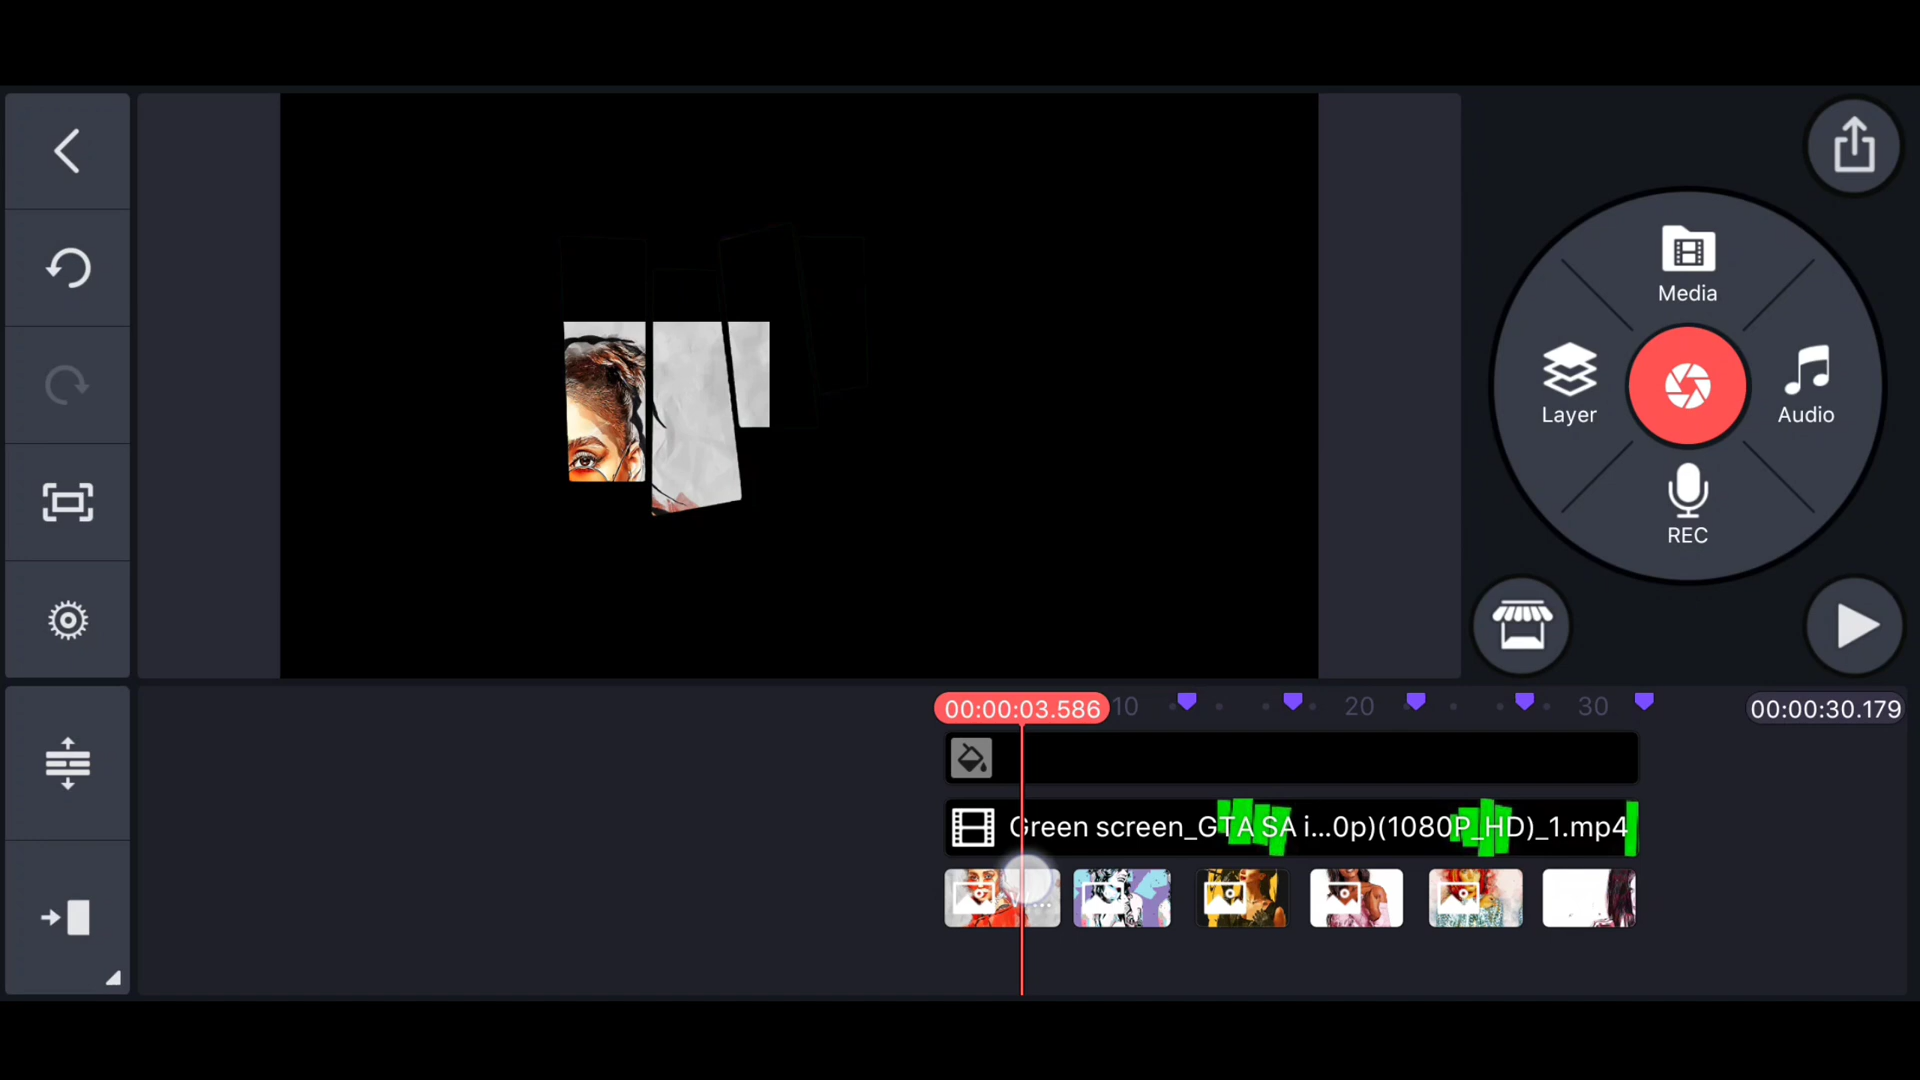 Media
Layer
Audio
REC
00:00:03.586
10
20
30
00:00:30.179
Green screen_GTA SA i...0p)(1080P_HD)_1.mp4